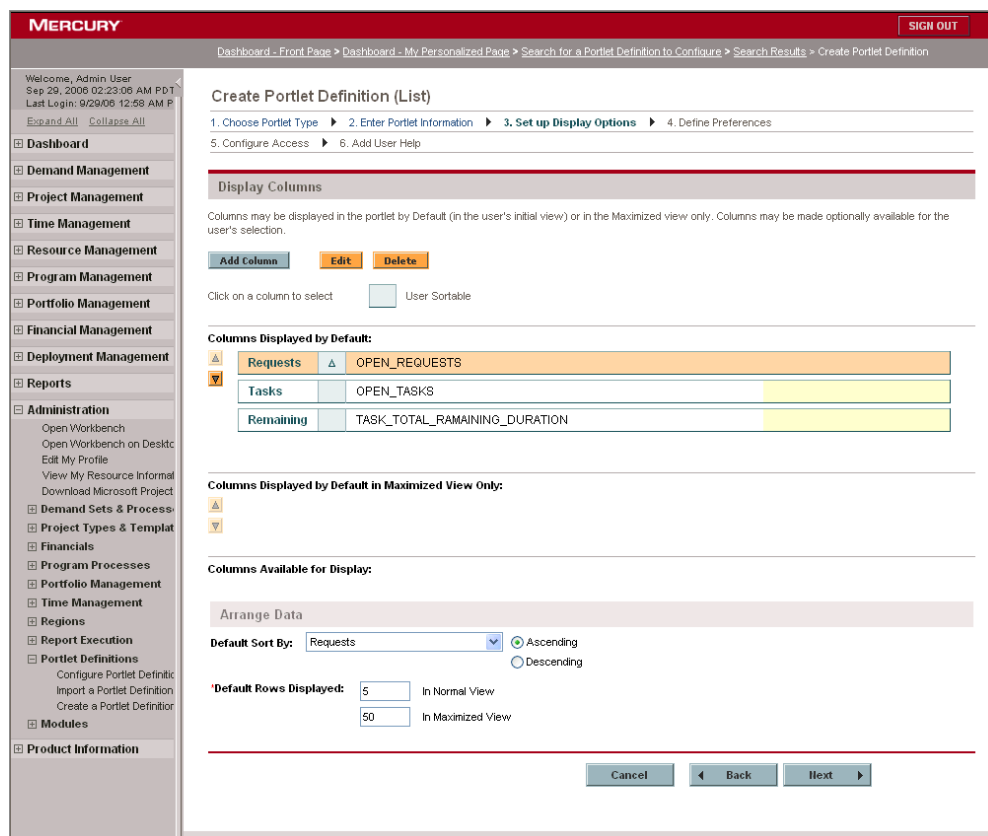 MERCURY
SIGN OUT
Dashboard - Front Page > Dashboard - My Personalized Page > Search for a Portlet Definition to Configure > Search Results > Create Portlet Definition
Welcome, Admin User
Sep 29, 2006 02:23:06 AM PDT
Last Login: 9/29/06 12:58 AM P
Expand All Collapse All
Dashboard
Demand Management
Project Management
Time Management
Resource Management
Program Management
Portfolio Management
Financial Management
Deployment Management
Reports
Administration
Open Workbench
Open Workbench on Deskto
Edit My Profile
View My Resource Informat
Download Microsoft Project
Demand Sets & Process
Project Types & Templat
Financials
Program Processes
Portfolio Management
Time Management
Regions
Report Execution
Portlet Definitions
Configure Portlet Definitio
Import a Portlet Definition
Create a Portlet Definition
Modules
Product Information
Create Portlet Definition (List)
1. Choose Portlet Type 2. Enter Portlet Information 3. Set up Display Options 4. Define Preferences
5. Configure Access 6. Add User Help
Display Columns
Columns may be displayed in the portlet by Default (in the user's initial view) or in the Maximized view only. Columns may be made optionally available for the
user's selection.
Add Column Edit Delete
Click on a column to select User Sortable
Columns Displayed by Default:
Requests OPEN_REQUESTS
Tasks OPEN_TASKS
Remaining TASK_TOTAL_RAMAINING_DURATION
Columns Displayed by Default in Maximized View Only:
Columns Available for Display:
Arrange Data
Default Sort By: Requests Ascending
Descending
*Default Rows Displayed: 5 In Normal View
50 In Maximized View
Cancel Back Next